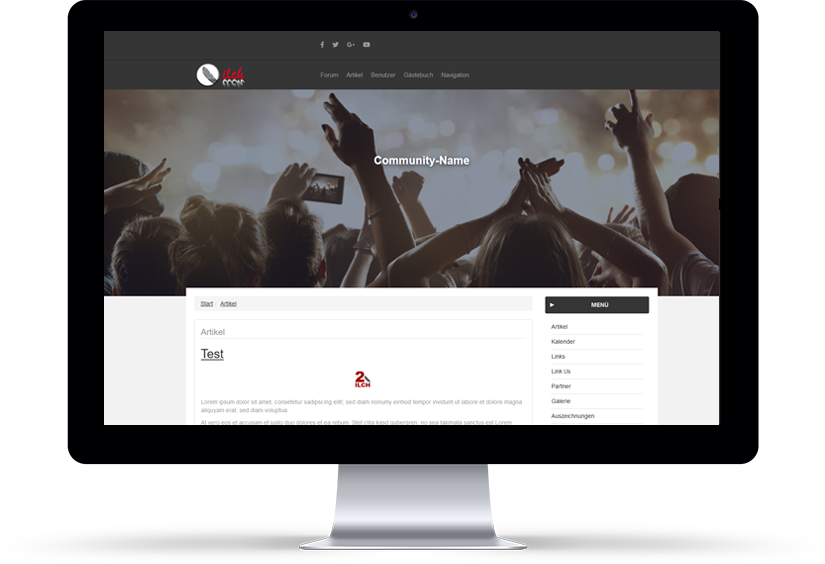 ilch
Forum Artikel Benutzer Gästebuch Navigation
Community-Name
Start / Artikel
MENÜ
Artikel
Test
2
ILCH
Lorem ipsum dolor sit amet, consetetur sadipscing elitr, sed diam nonumy eirmod tempor invidunt ut labore et dolore magna
aliquyam erat, sed diam voluptua.
At vero eos et accusam et justo duo dolores et ea rebum. Stet clita kasd gubergren, no sea takimata sanctus est Lorem
Artikel
Kalender
Links
Link Us
Partner
Galerie
Auszeichnungen